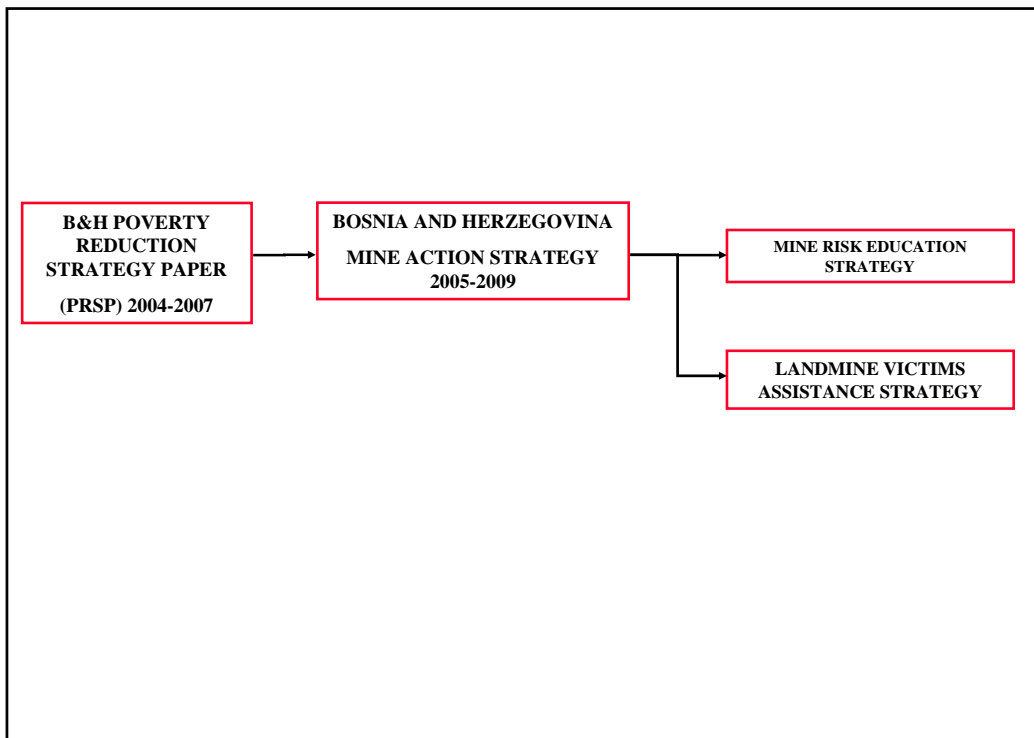 B&H POVERTY
REDUCTION
STRATEGY PAPER
(PRSP) 2004-2007
BOSNIA AND HERZEGOVINA
MINE ACTION STRATEGY
2005-2009
MINE RISK EDUCATION
STRATEGY
LANDMINE VICTIMS
ASSISTANCE STRATEGY